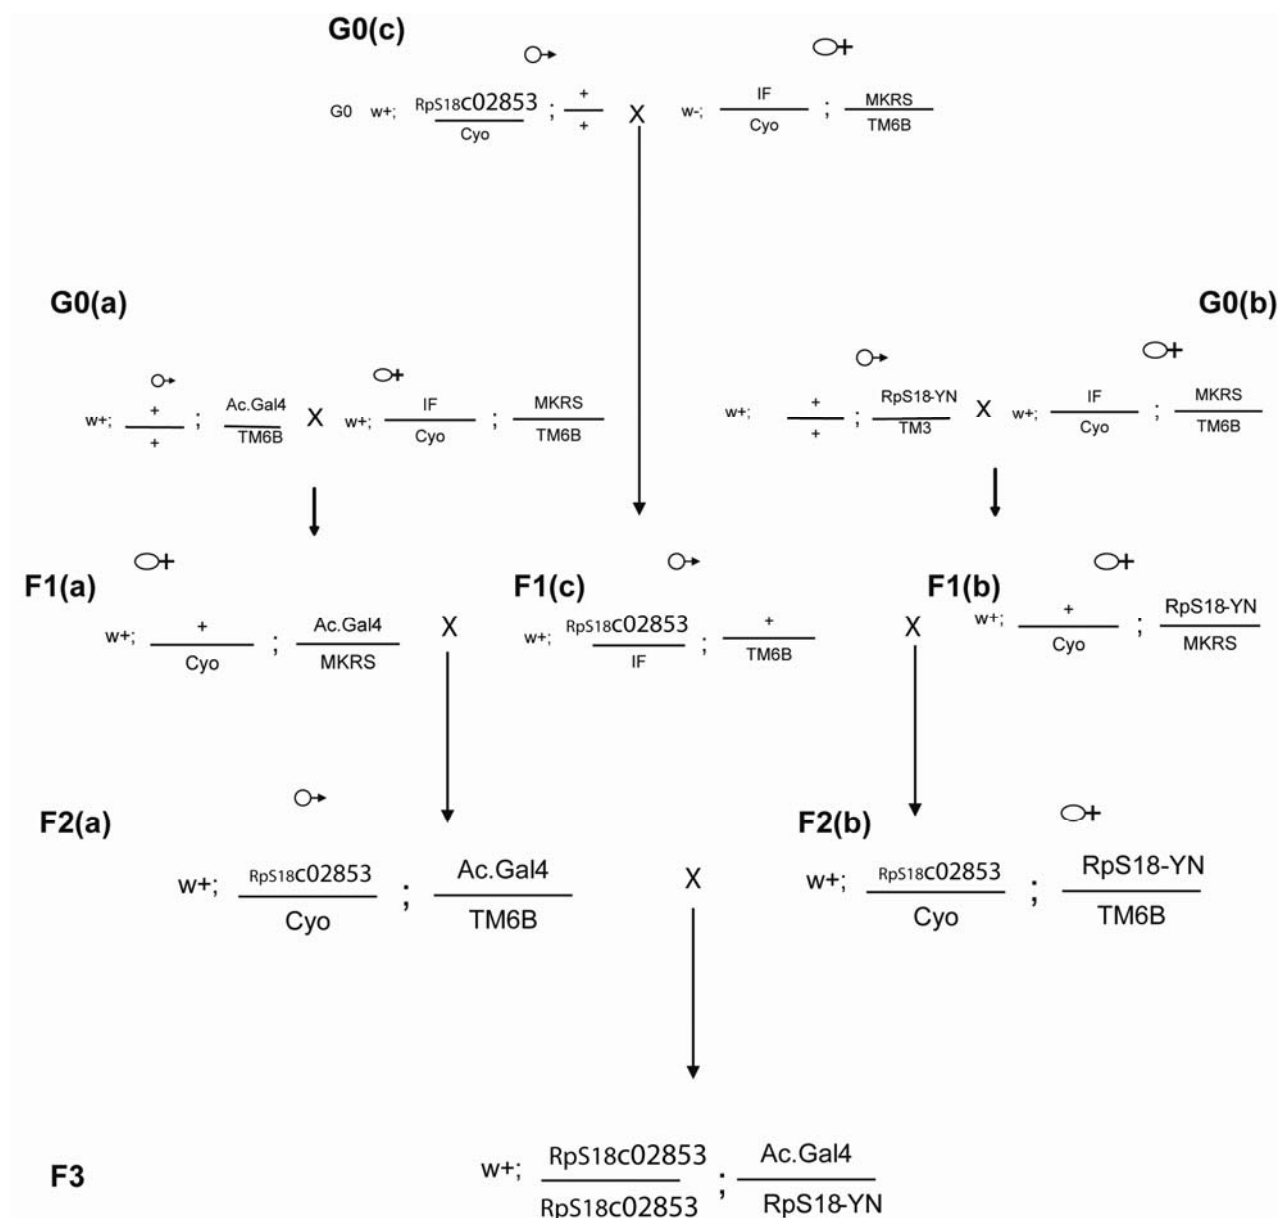 G0(c)
G0 w+; RpS18c02853 ; + X w-; IF ; MKRS
Cyo + Cyo TM6B
G0(a) G0(b)
w+; + ; Ac.Gal4 X w+; IF ; MKRS
+ TM6B Cyo TM6B
w+; + ; RpS18-YN X w+; IF ; MKRS
+ TM3 Cyo TM6B
F1(a) F1(c) F1(b)
w+; + ; Ac.Gal4 X w+; RpS18c02853 ; + X w+; + ; RpS18-YN
Cyo MKRS IF TM6B Cyo MKRS
F2(a) F2(b)
w+; RpS18c02853 ; Ac.Gal4 X w+; RpS18c02853 ; RpS18-YN
Cyo TM6B Cyo TM6B
F3 w+; RpS18c02853 ; Ac.Gal4
RpS18c02853 RpS18-YN